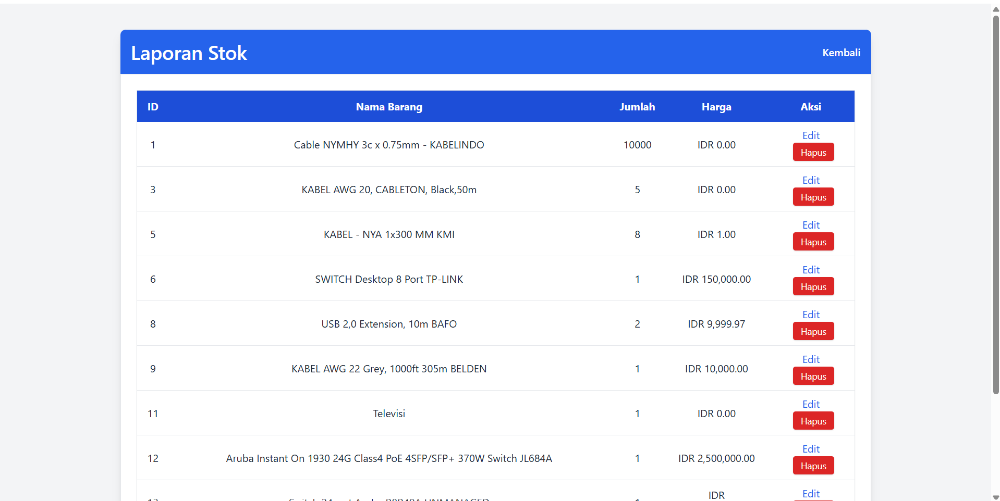 Laporan Stok
Kembali
ID Nama Barang Jumlah Harga Aksi
1 Cable NYMHY 3c x 0.75mm - KABELINDO 10000 IDR 0.00 Edit
Hapus
3 KABEL AWG 20, CABLETON, Black,50m 5 IDR 0.00 Edit
Hapus
5 KABEL - NYA 1x300 MM KMI 8 IDR 1.00 Edit
Hapus
6 SWITCH Desktop 8 Port TP-LINK 1 IDR 150,000.00 Edit
Hapus
8 USB 2,0 Extension, 10m BAFO 2 IDR 9,999.97 Edit
Hapus
9 KABEL AWG 22 Grey, 1000ft 305m BELDEN 1 IDR 10,000.00 Edit
Hapus
11 Televisi 1 IDR 0.00 Edit
Hapus
12 Aruba Instant On 1930 24G Class4 PoE 4SFP/SFP+ 370W Switch JL684A 1 IDR 2,500,000.00 Edit
Hapus
IDR Edit